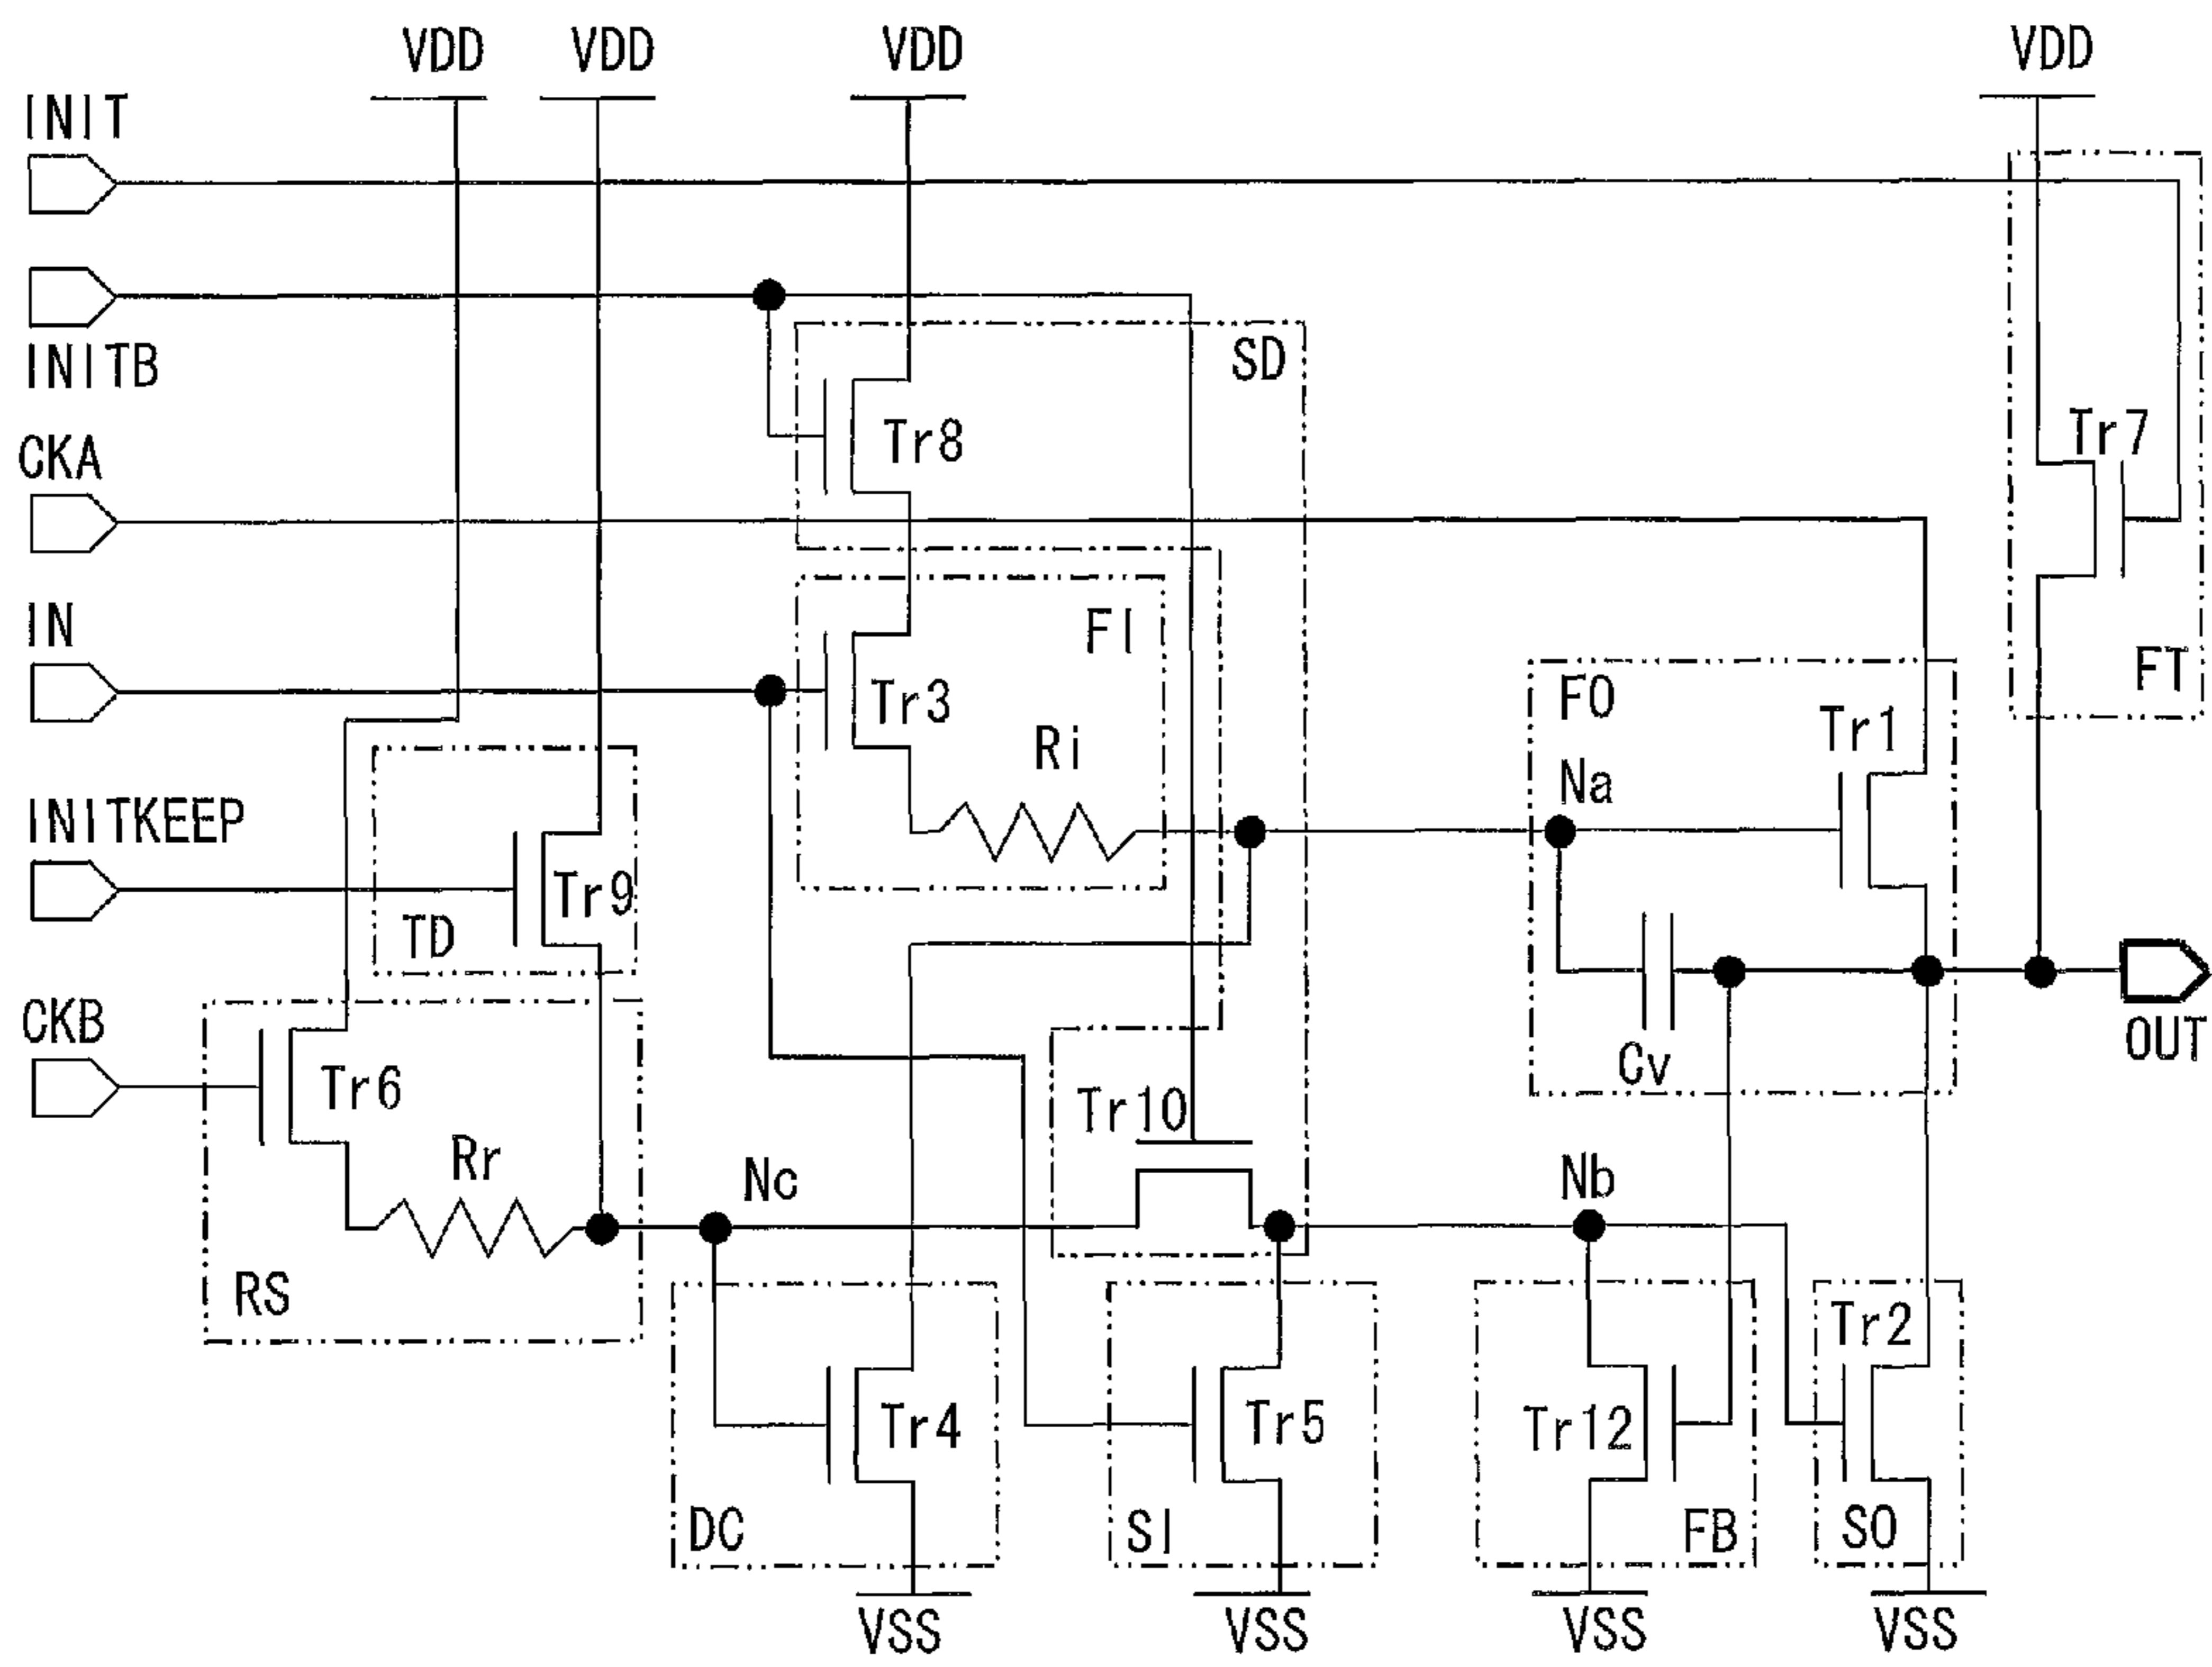 VDD VDD VDD VDD
INIT
INITB
SD
Tr8
Tr7
CKA
IN
FI
Tr3
Ri
FO
Tr1
FT
Na
INITKEEP
Tr9
TD
CKB
Tr6
Rr
Cv
OUT
Tr10
Nc
Nb
RS
Tr2
Tr4
Tr5
Tr12
DC
SI
FB
SO
VSS VSS VSS VSS